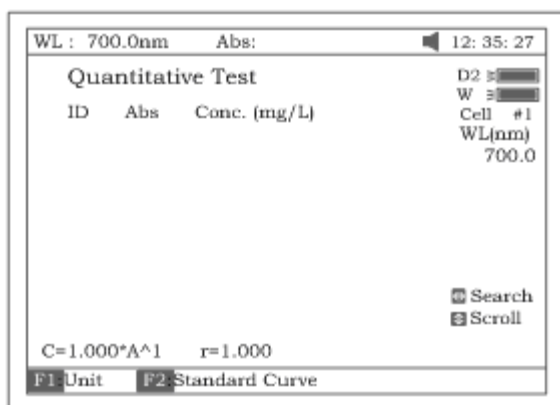 WL : 700.0nm Abs: 12: 35: 27
Quantitative Test
D2
W
ID Abs Conc. (mg/L)
Cell #1
WL(nm)
700.0
Search
Scroll
C=1.000*A^1 r=1.000
F1:Unit F2:Standard Curve